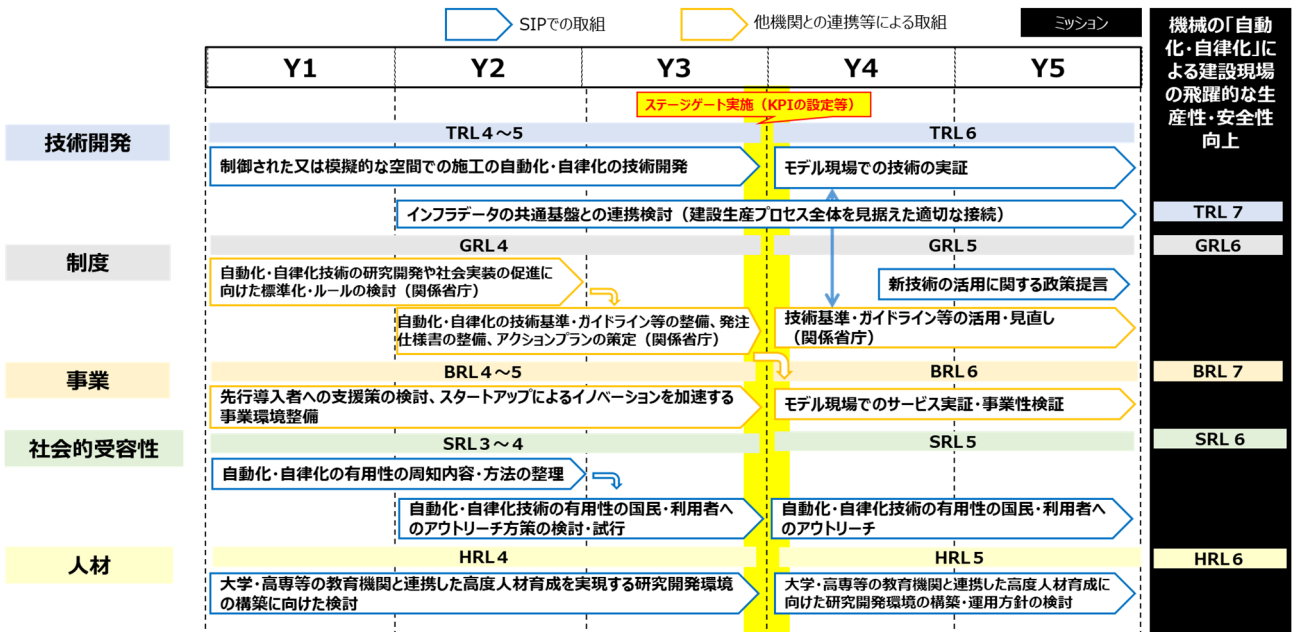 SIPでの取組
他機関との連携等による取組
ミッション
機械の「自動
化・自律化」に
よる建設現場
の飛躍的な生
産性・安全性
向上
Y1
Y2
Y3
Y4
Y5
ステージゲート実施（KPIの設定等）
技術開発
TRL４～５
TRL６
制御された又は模擬的な空間での施工の自動化・自律化の技術開発
モデル現場での技術の実証
インフラデータの共通基盤との連携検討（建設生産プロセス全体を見据えた適切な接続）
TRL７
制度
GRL４
GRL５
GRL6
自動化・自律化技術の研究開発や社会実装の促進に
向けた標準化・ルールの検討（関係省庁）
新技術の活用に関する政策提言
自動化・自律化の技術基準・ガイドライン等の整備、発注
仕様書の整備、アクションプランの策定（関係省庁）
技術基準・ガイドライン等の活用・見直し
（関係省庁）
事業
BRL４～５
BRL６
BRL７
先行導入者への支援策の検討、スタートアップによるイノベーションを加速する
事業環境整備
モデル現場でのサービス実証・事業性検証
社会的受容性
SRL３～４
SRL５
SRL６
自動化・自律化の有用性の周知内容・方法の整理
自動化・自律化技術の有用性の国民・利用者へ
のアウトリーチ方策の検討・試行
自動化・自律化技術の有用性の国民・利用者へ
のアウトリーチ
人材
HRL４
HRL５
HRL６
大学・高専等の教育機関と連携した高度人材育成を実現する研究開発環境
の構築に向けた検討
大学・高専等の教育機関と連携した高度人材育成に
向けた研究開発環境の構築・運用方針の検討